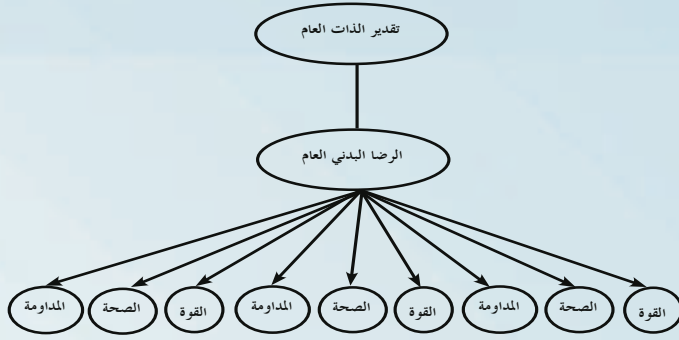 تقدير الذات العام
الرضا البدني العام
القوة
الصحة
المداومة
القوة
الصحة
المداومة
القوة
الصحة
المداومة